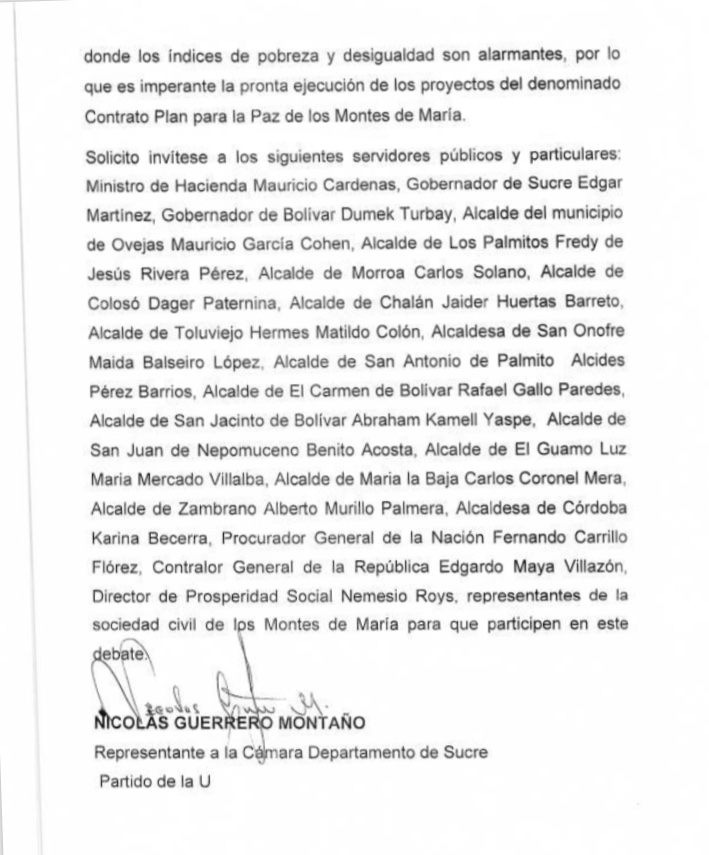 donde los índices de pobreza y desigualdad son alarmantes, por lo
que es imperante la pronta ejecución de los proyectos del denominado
Contrato Plan para la Paz de los Montes de María.
Solicito invítese a los siguientes servidores públicos y particulares:
Ministro de Hacienda Mauricio Cardenas, Gobernador de Sucre Edgar
Martinez, Gobernador de Bolívar Dumek Turbay, Alcalde del municipio
de Ovejas Mauricio García Cohen, Alcalde de Los Palmitos Fredy de
Jesús Rivera Pérez, Alcalde de Morroa Carlos Solano, Alcalde de
Colosó Dager Paternina, Alcalde de Chalán Jaider Huertas Barreto,
Alcalde de Toluviejo Hermes Matildo Colón, Alcaldesa de San Onofre
Maida Balseiro López, Alcalde de San Antonio de Palmito Alcides
Pérez Barrios, Alcalde de El Carmen de Bolívar Rafael Gallo Paredes,
Alcalde de San Jacinto de Bolívar Abraham Kamell Yaspe, Alcalde de
San Juan de Nepomuceno Benito Acosta, Alcalde de El Guamo Luz
Maria Mercado Villalba, Alcalde de Maria la Baja Carlos Coronel Mera,
Alcalde de Zambrano Alberto Murillo Palmera, Alcaldesa de Córdoba
Karina Becerra, Procurador General de la Nación Fernando Carrillo
Flórez, Contralor General de la República Edgardo Maya Villazón,
Director de Prosperidad Social Nemesio Roys, representantes de la
sociedad civil de los Montes de María para que participen en este
debate.
NICOLÁS GUERRERO MONTAÑO
Representante a la Cámara Departamento de Sucre
Partido de la U